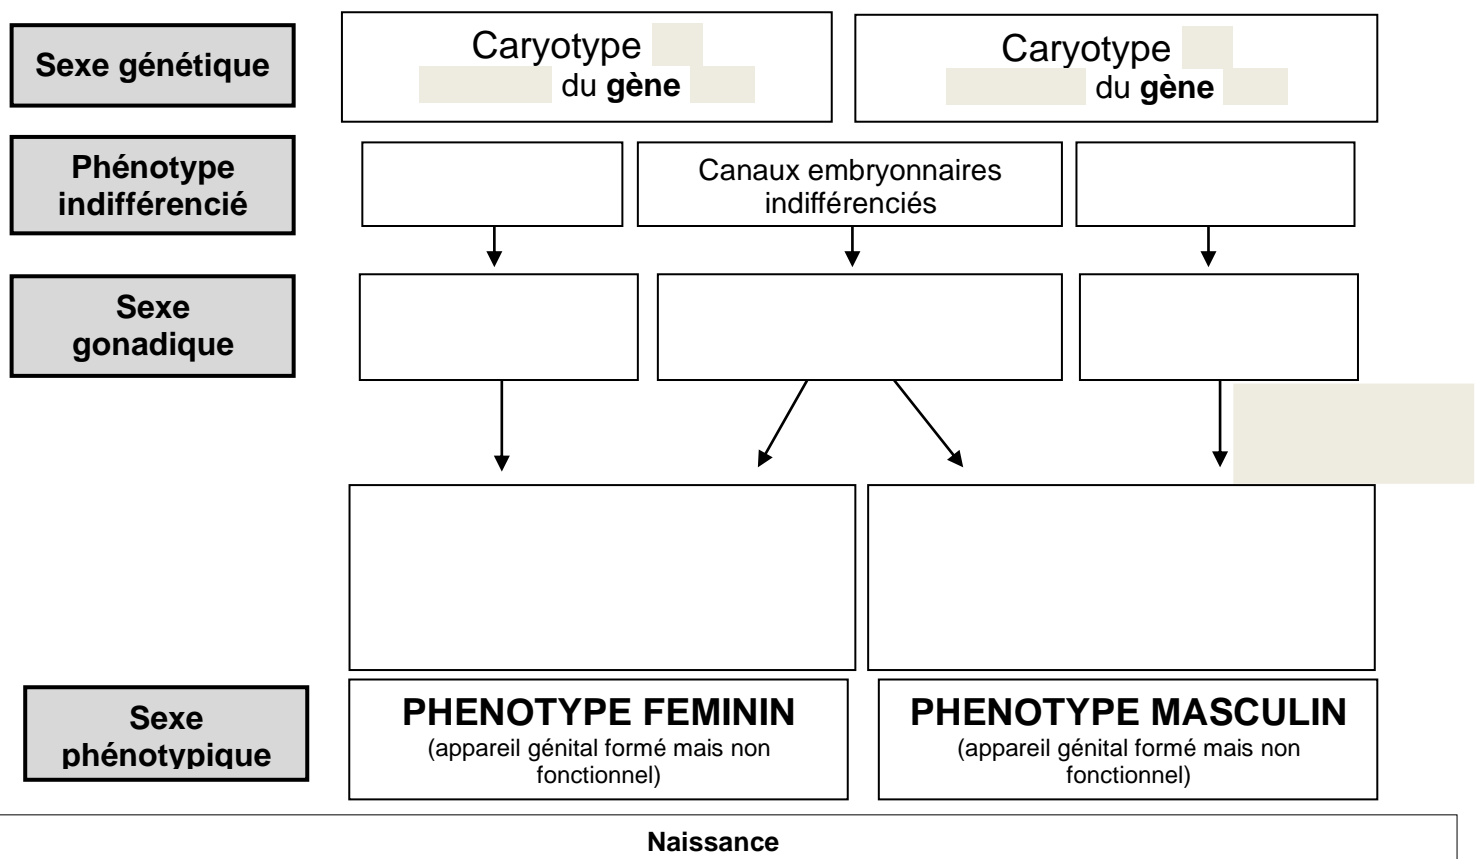 Sexe génétique
Caryotype
du gène
Caryotype
du gène
Phénotype
indifférencié
Canaux embryonnaires
indifférenciés
Sexe
gonadique
Sexe
phénotypique
PHENOTYPE FEMININ
(appareil génital formé mais non
fonctionnel)
PHENOTYPE MASCULIN
(appareil génital formé mais non
fonctionnel)
Naissance